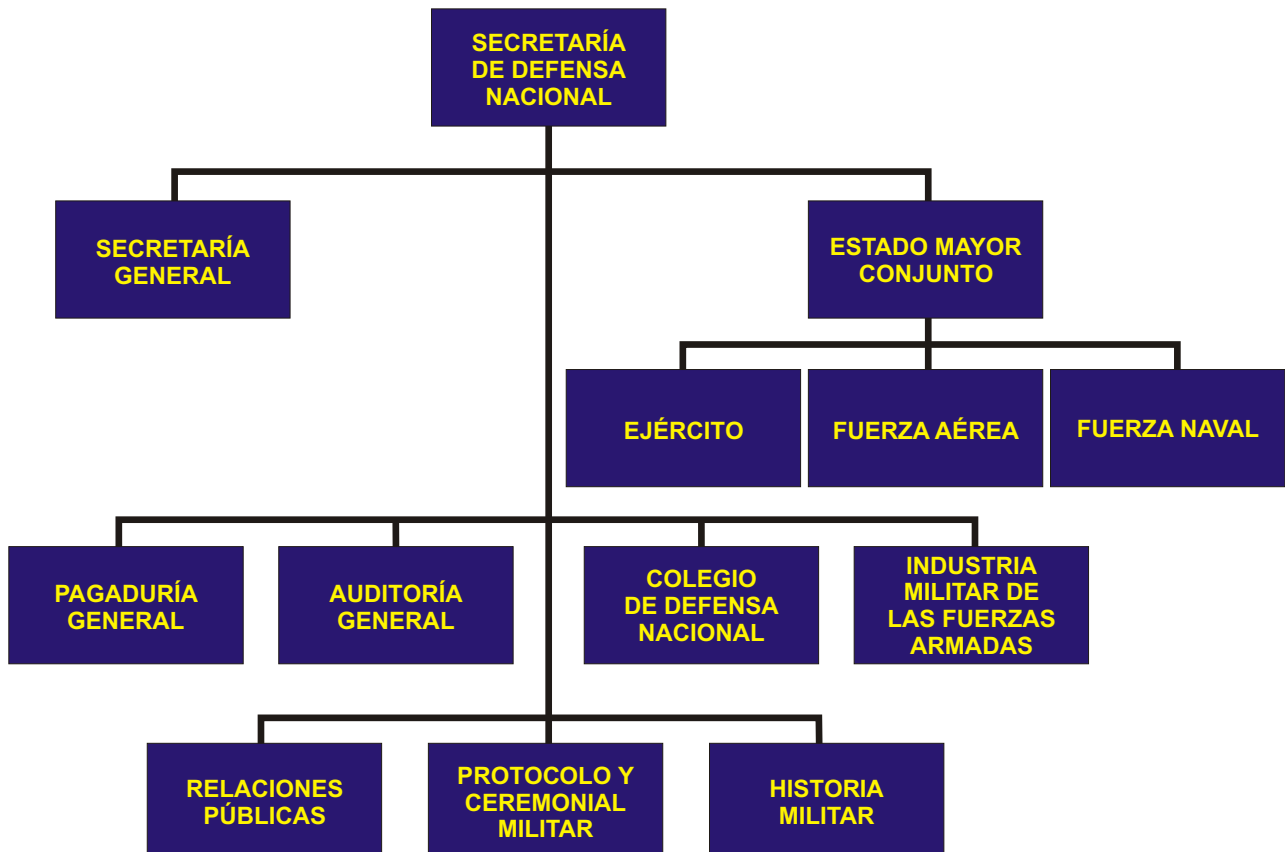 SECRETARÍA
DE DEFENSA
NACIONAL
SECRETARÍA
GENERAL
ESTADO MAYOR
CONJUNTO
EJÉRCITO
FUERZA AÉREA
FUERZA NAVAL
PAGADURÍA
GENERAL
AUDITORÍA
GENERAL
COLEGIO
DE DEFENSA
NACIONAL
INDUSTRIA
MILITAR DE
LAS FUERZAS
ARMADAS
RELACIONES
PÚBLICAS
PROTOCOLO Y
CEREMONIAL
MILITAR
HISTORIA
MILITAR